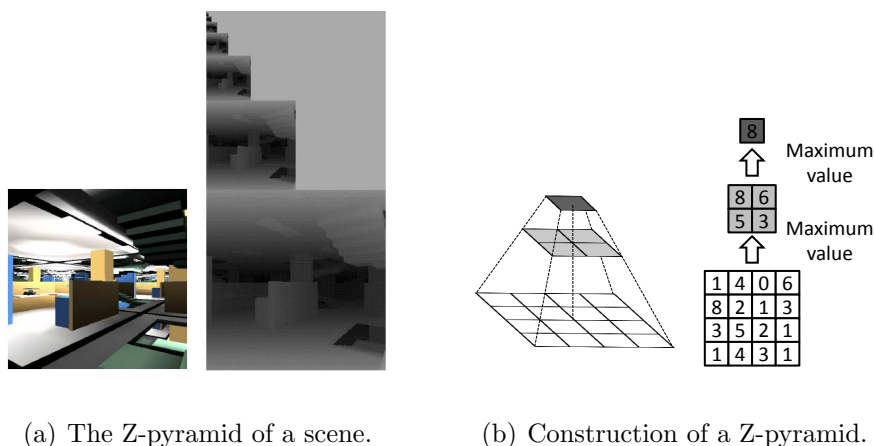 8
Maximum
value
8 6
5 3
Maximum
value
1 4 0 6
8 2 1 3
3 5 2 1
1 4 3 1
(a) The Z-pyramid of a scene.
(b) Construction of a Z-pyramid.